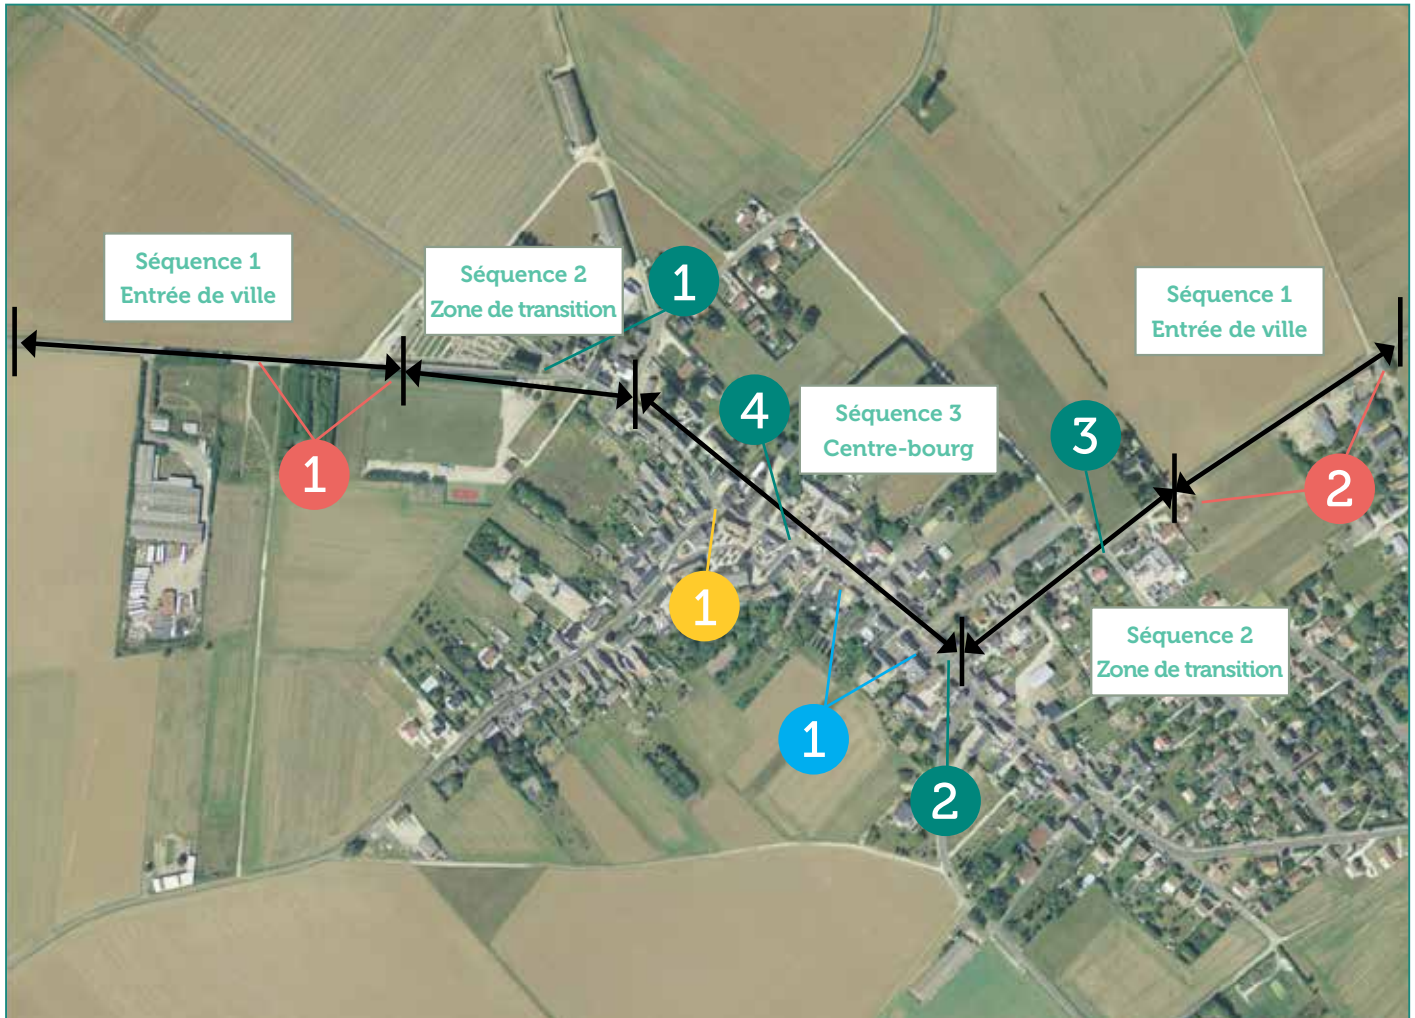 Séquence 1
Entrée de ville
Séquence 2
Zone de transition
1
Séquence 1
Entrée de ville
4
Séquence 3
Centre-bourg
3
1
2
1
Séquence 2
Zone de transition
1
2